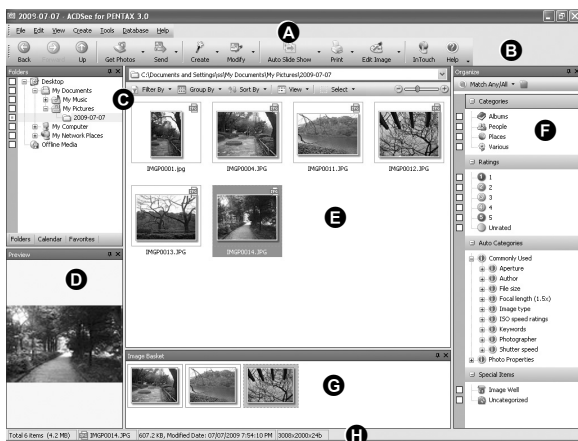 2009-07-07 - ACDSee for PENTAX 3.0
File Edit View Create Tools Database Help
A
Back Forward Up Get Photos Send Create Modify Auto Slide Show Print Edit Image InTouch Help
B
Folders
Desktop
My Documents
My Music
My Pictures
2009-07-07
My Computer
My Network Places
Offline Media
Folders Calendar Favorites
C:\Documents and Settings\ss\My Documents\My Pictures\2009-07-07
C
Filter By Group By Sort By View Select
IMGP0001.jpg IMGP0004.JPG IMGP0011.JPG IMGP0012.JPG
IMGP0013.JPG IMGP0014.JPG
E
Preview
D
Image Basket
G
Organize
Match Any/All
Categories
Albums
People
Places
Various
F
Ratings
1
2
3
4
5
Unrated
Auto Categories
Commonly Used
Aperture
Author
File size
Focal length (1.5x)
Image type
ISO speed ratings
Keywords
Photographer
Shutter speed
Photo Properties
Special Items
Image Well
Uncategorized
Total 6 items (4.2 MB) IMGP0014.JPG 607.2 KB, Modified Date: 07/07/2009 7:54:10 PM 3008x2000x24b
H